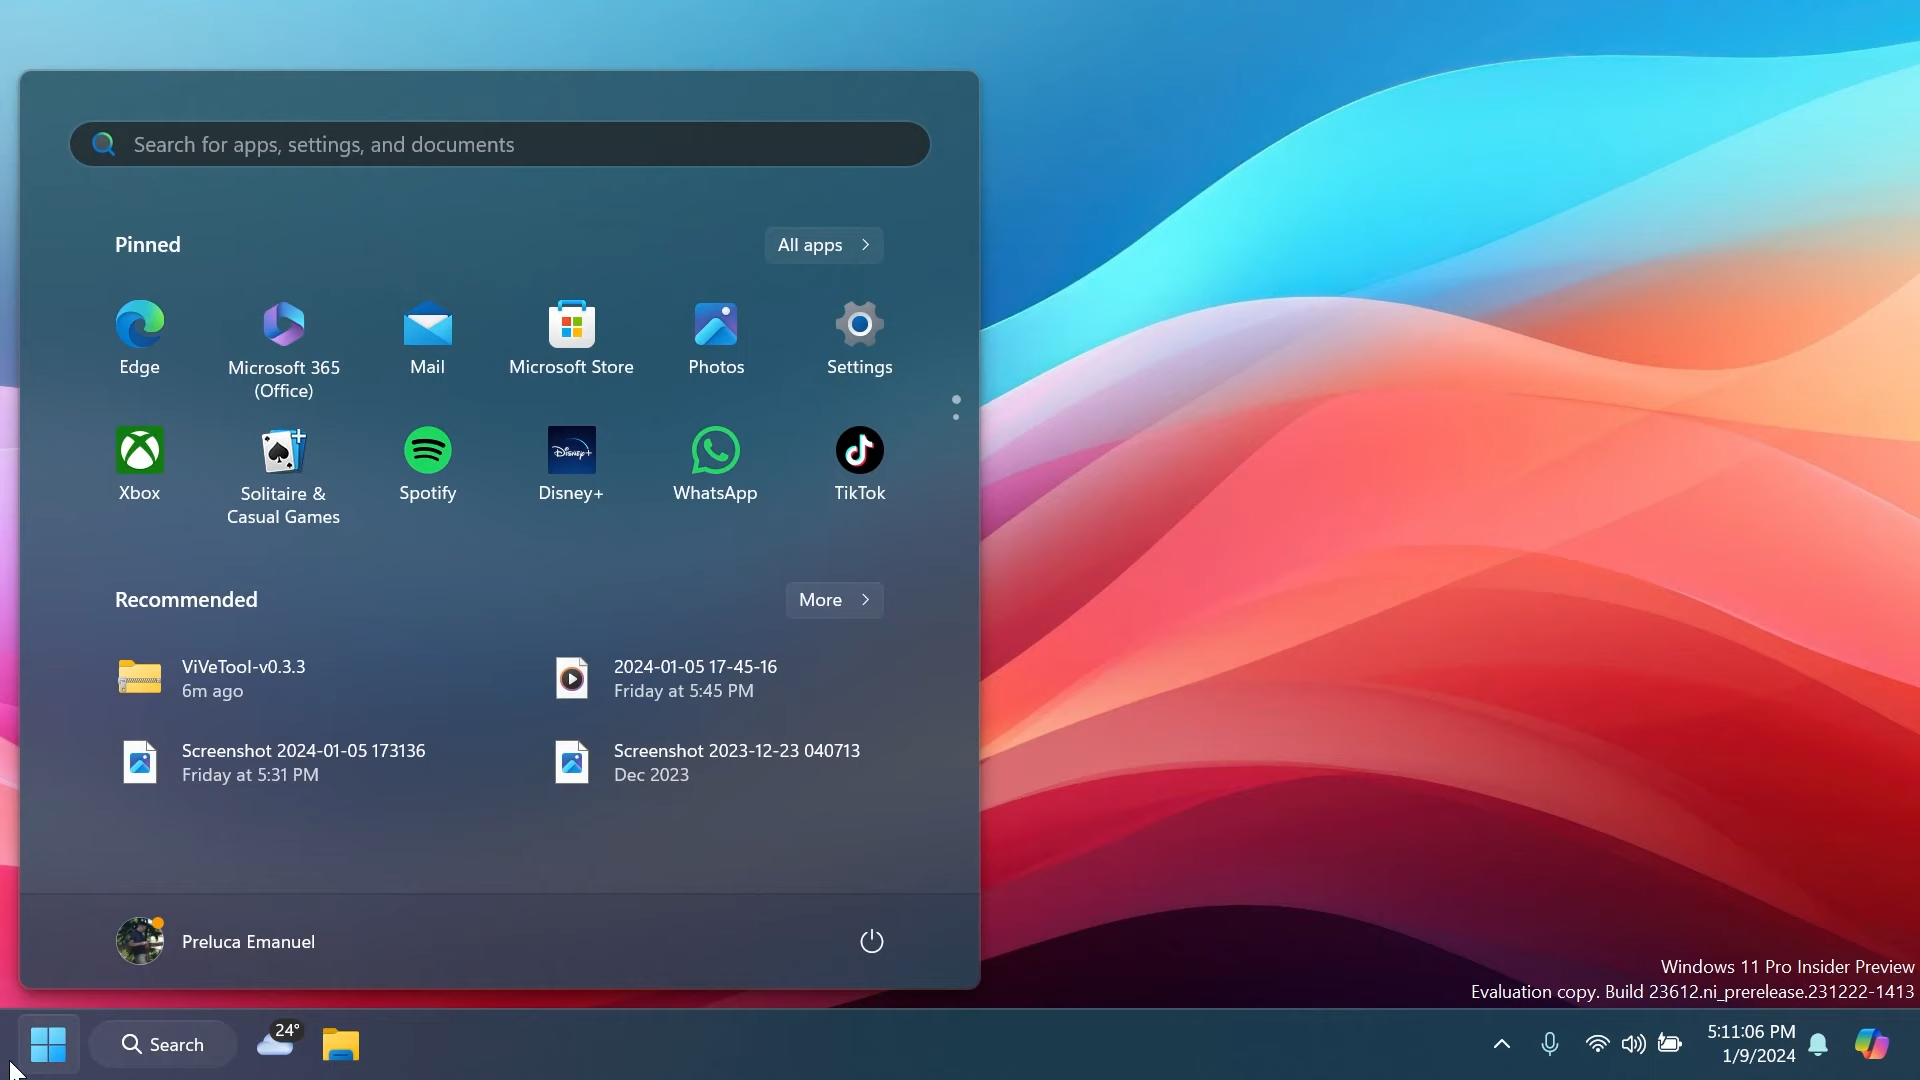 Search for apps, settings, and documents
Pinned
All apps
Edge
Microsoft 365
(Office)
Mail
Microsoft Store
Photos
Settings
Xbox
Solitaire &
Casual Games
Spotify
Disney+
Disney+
WhatsApp
TikTok
Recommended
More
ViVeTool-v0.3.3
6m ago
2024-01-05 17-45-16
Friday at 5:45 PM
Screenshot 2024-01-05 173136
Friday at 5:31 PM
Screenshot 2023-12-23 040713
Dec 2023
Preluca Emanuel
Windows 11 Pro Insider Preview
Evaluation copy. Build 23612.ni_prerelease.231222-1413
Search
24°
5:11:06 PM
1/9/2024